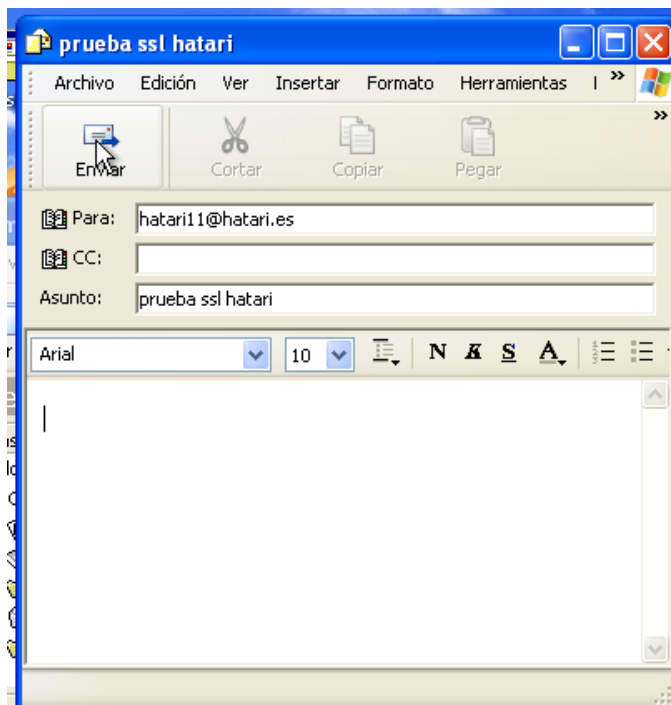 prueba ssl hatari
Archivo Edición Ver Insertar Formato Herramientas »
»
Enviar Cortar Copiar Pegar
Para: hatari11@hatari.es
CC:
Asunto: prueba ssl hatari
Arial 10 N K S A